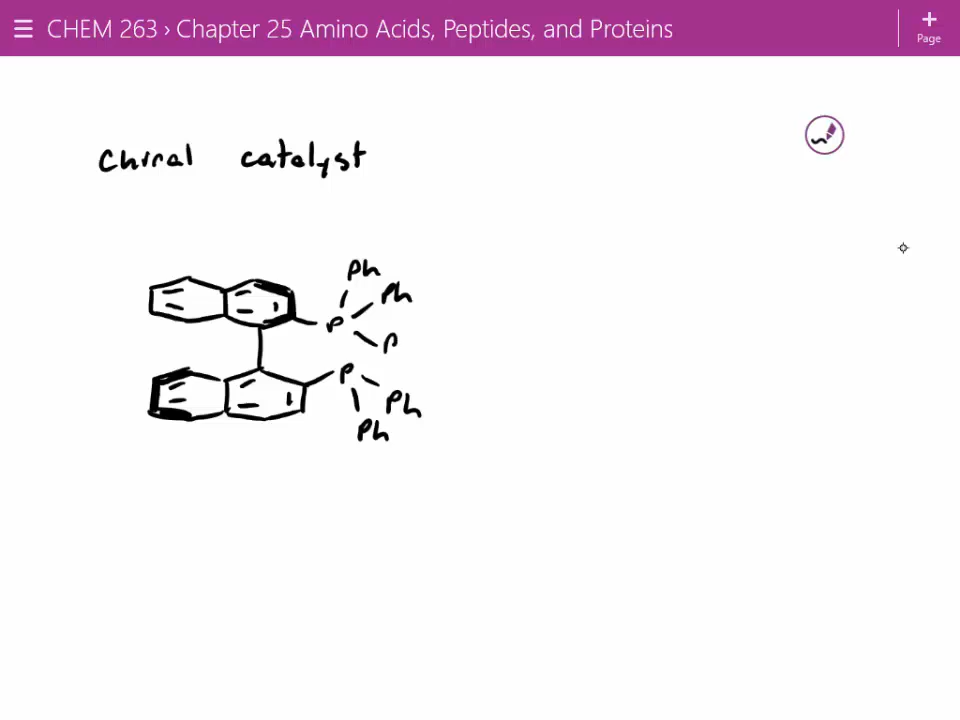 ☰ CHEM 263 › Chapter 25 Amino Acids, Peptides, and Proteins
+
Page
Chiral catalyst
Ph
Ph
P
P
P
Ph
Ph